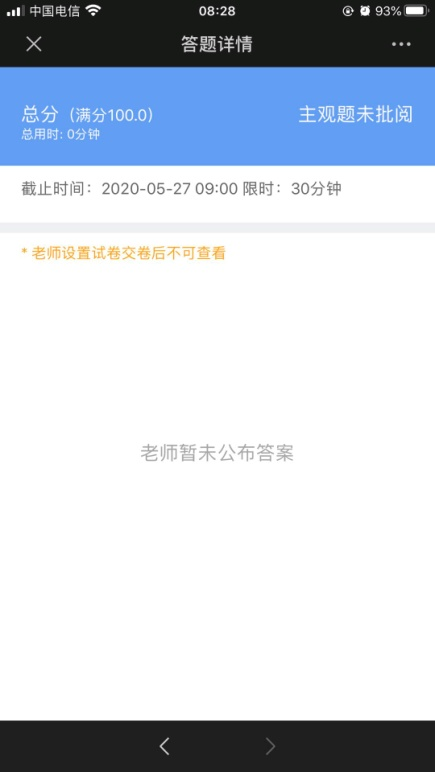 中国电信 08:28 93%
答题详情
总分（满分100.0） 主观题未批阅
总用时: 0分钟
截止时间：2020-05-27 09:00 限时：30分钟
* 老师设置试卷交卷后不可查看
老师暂未公布答案